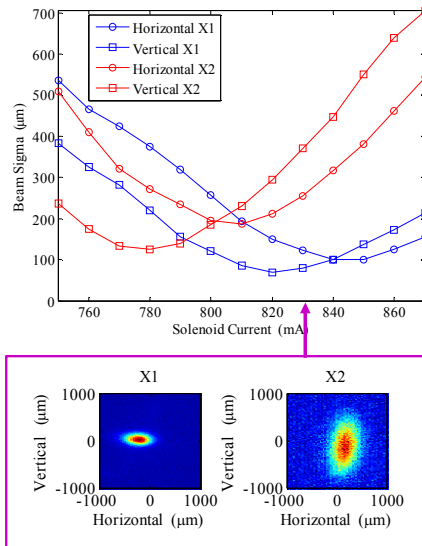 700
600
500
400
300
200
100
0
Beam Sigma (μm)
Horizontal X1
Vertical X1
Horizontal X2
Vertical X2
760 780 800 820 840 860
Solenoid Current (mA)
X1 X2
1000 1000
0 0
-1000 -1000
Vertical (μm) Vertical (μm)
-1000 0 1000 -1000 0 1000
Horizontal (μm) Horizontal (μm)